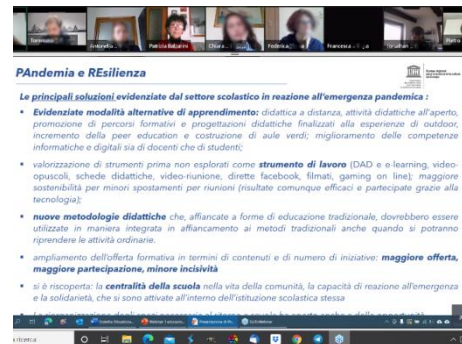 Tommaso
Antonella
Patrizia Ballarini
Chiara
Federica
Francesca
PAndemia e REsilienza
Le principali soluzioni evidenziate dal settore scolastico in reazione all'emergenza pandemica :
Evidenziate modalità alternative di apprendimento: didattica a distanza, attività didattiche all'aperto,
promozione di percorsi formativi e progettazioni didattiche finalizzati alla esperienze di outdoor,
incremento della peer education e costruzione di aule verdi; miglioramento delle competenze
informatiche e digitali sia di docenti che di studenti;
valorizzazione di strumenti prima non esplorati come strumento di lavoro (DAD e e-learning, video-
opuscoli, schede didattiche, video-riunione, dirette facebook, filmati, gaming on line); maggiore
sostenibilità per minori spostamenti per riunioni (risultate comunque efficaci e partecipate grazie alla
tecnologia);
nuove metodologie didattiche che, affiancate a forme di educazione tradizionale, dovrebbero essere
utilizzate in maniera integrata in affiancamento ai metodi tradizionali anche quando si potranno
riprendere le attività ordinarie.
ampliamento dell'offerta formativa in termini di contenuti e di numero di iniziative: maggiore offerta,
maggiore partecipazione, minore incisività
si è riscoperta: la centralità della scuola nella vita della comunità, la capacità di reazione all'emergenza
e la solidarietà, che si sono attivate all'interno dell'istituzione scolastica stessa